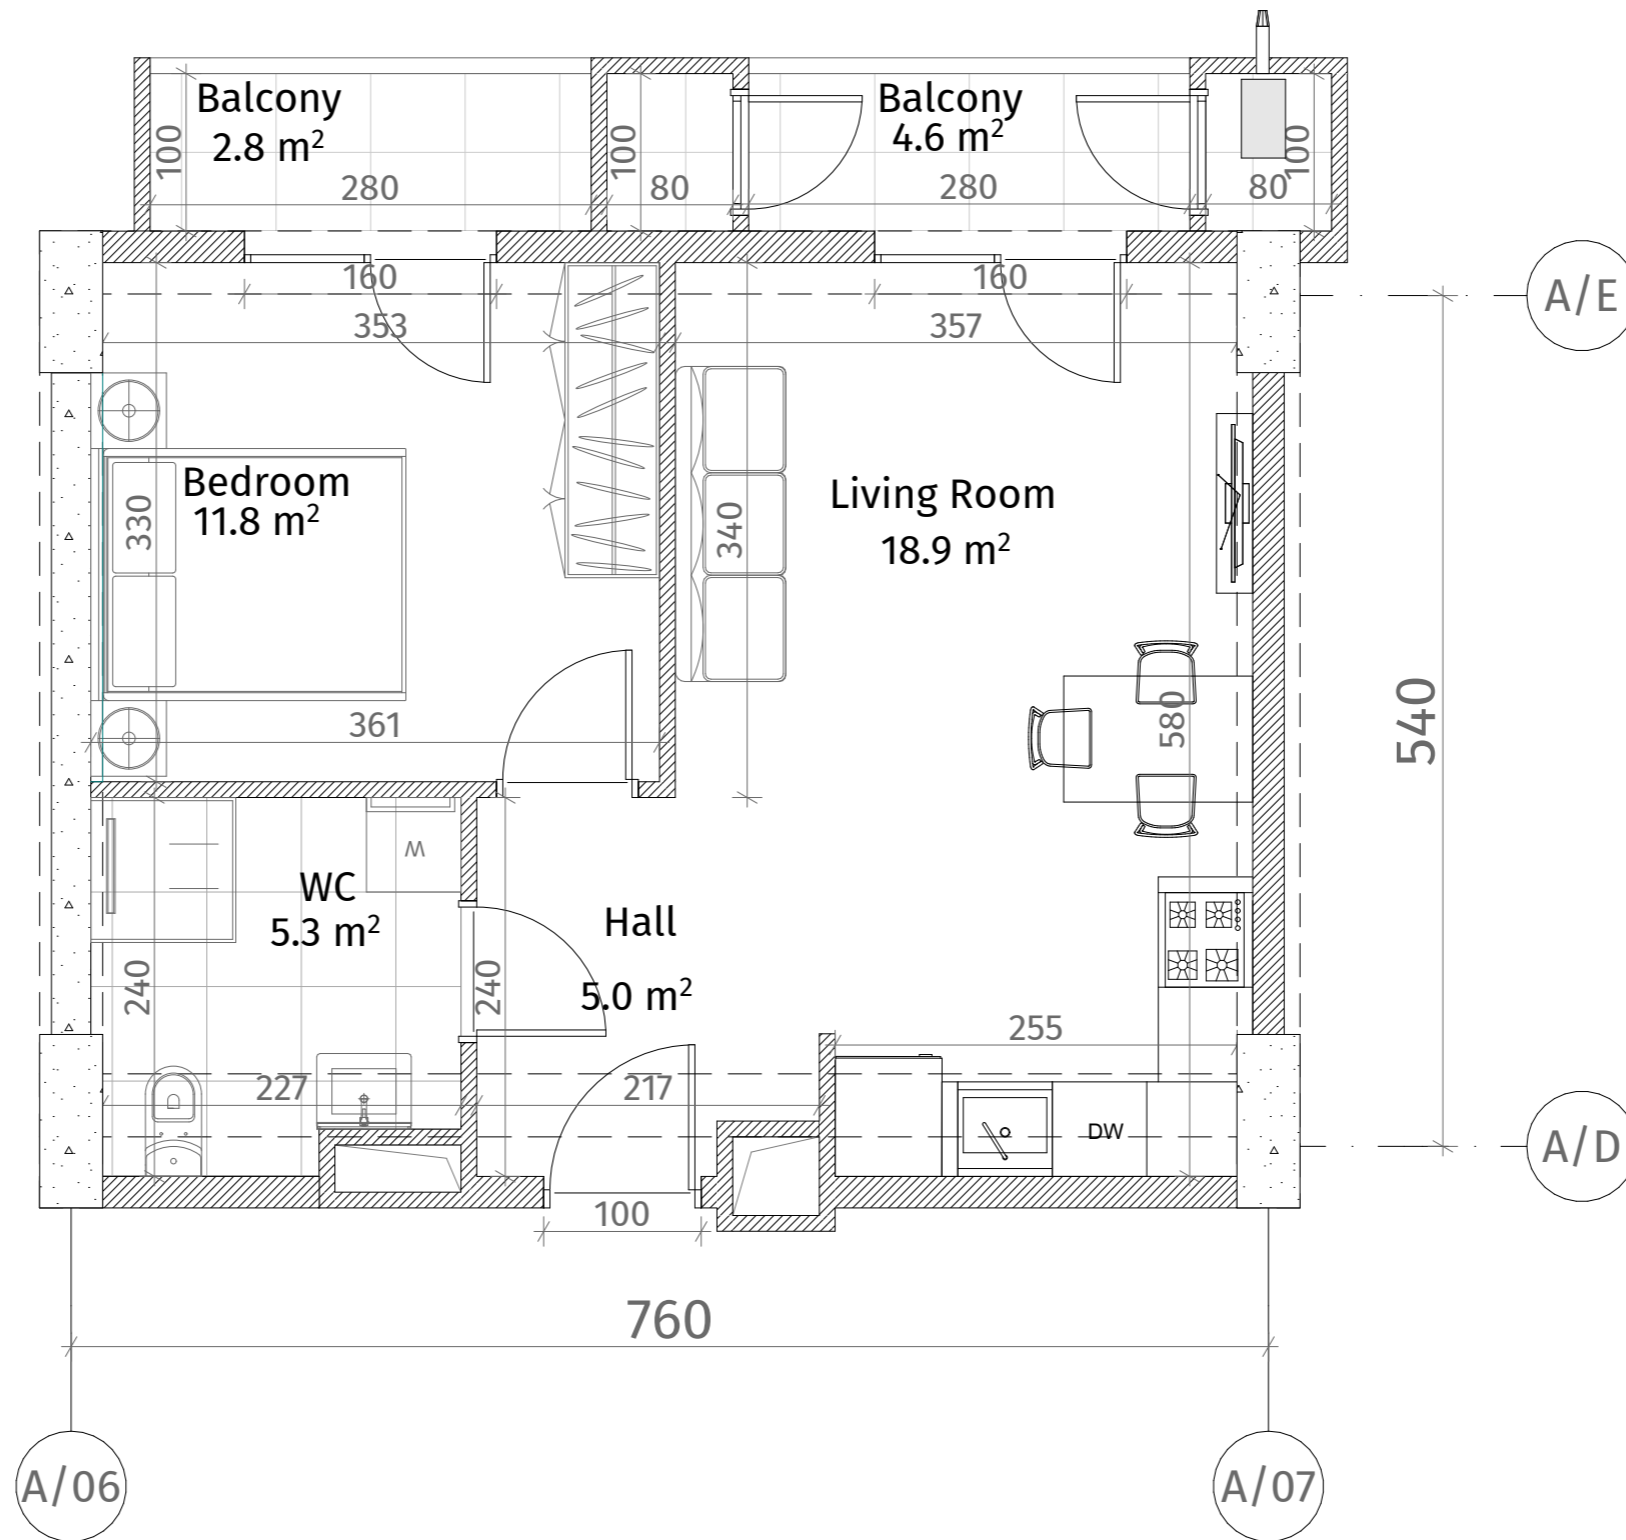 Balcony
2.8 m²
Balcony
4.6 m²
100
280
100
80
280
80
100
160
353
160
357
A/E
Bedroom
11.8 m²
330
340
Living Room
18.9 m²
361
580
540
WC
5.3 m²
W
Hall
5.0 m²
240
240
255
227
217
DW
A/D
100
760
A/06
A/07